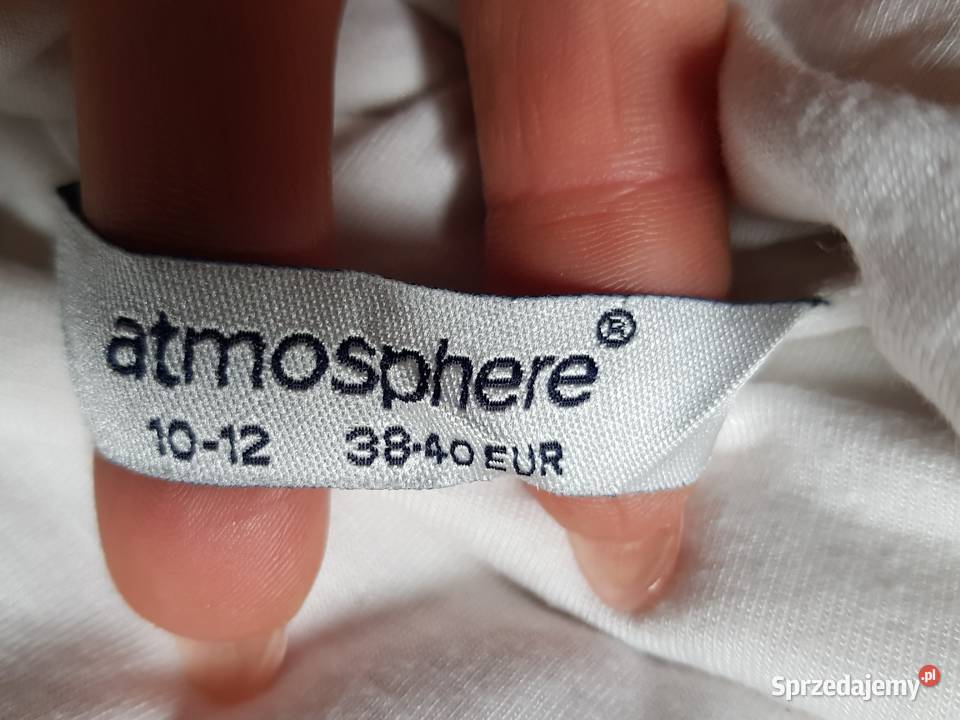 atmosphere®
10-12 38-40 EUR
Sprzedajemy.pl